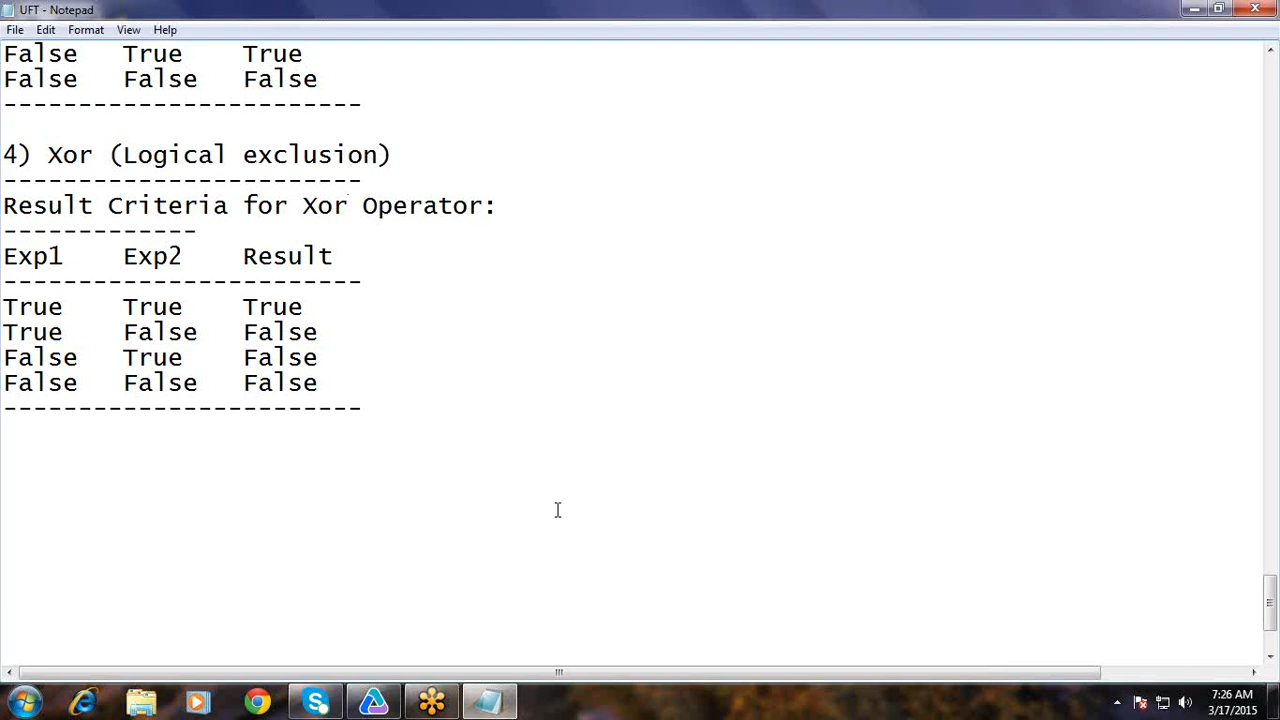 UFT - Notepad
File Edit Format View Help
False True True
False False False
------------------------
4) Xor (Logical exclusion)
------------------------
Result Criteria for Xor Operator:
-------------
Exp1 Exp2 Result
------------------------
True True True
True False False
False True False
False False False
------------------------
7:26 AM
3/17/2015